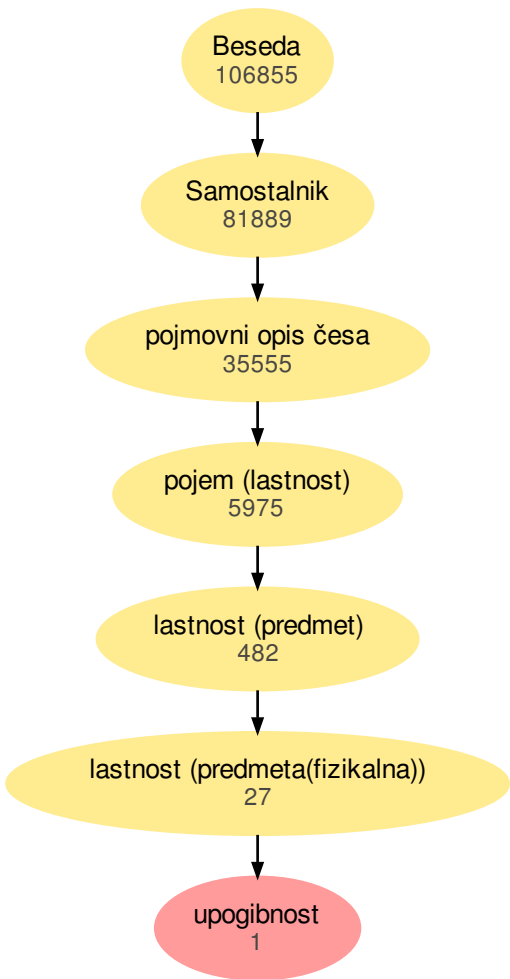 Beseda
106855
Samostalnik
81889
pojmovni opis česa
35555
pojem (lastnost)
5975
lastnost (predmet)
482
lastnost (predmeta(fizikalna))
27
upogibnost
1